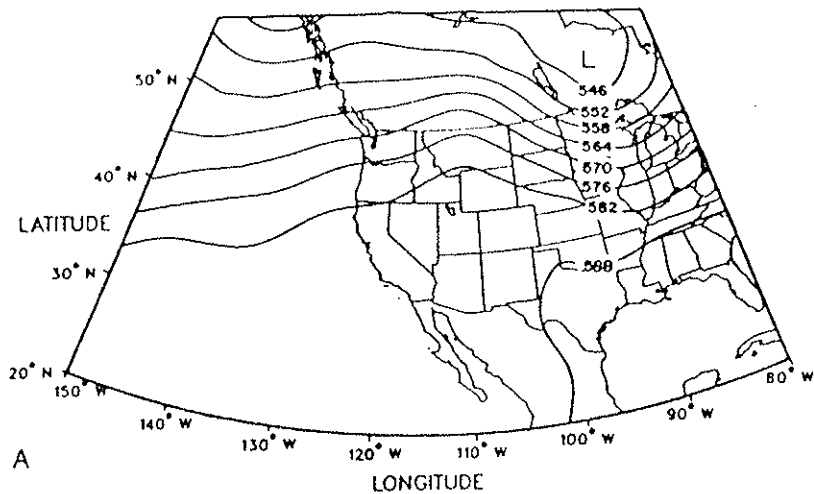 50° N
L
546
552
558
564
40° N
570
576
LATITUDE
582
588
30° N
20° N
150° W
80° W
140° W
90° W
130° W
100° W
120° W
110° W
A
LONGITUDE